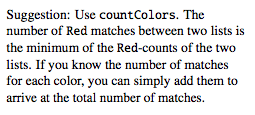 Suggestion: Use countColors. The
number of Red matches between two lists is
the minimum of the Red-counts of the two
lists. If you know the number of matches
for each color, you can simply add them to
arrive at the total number of matches.